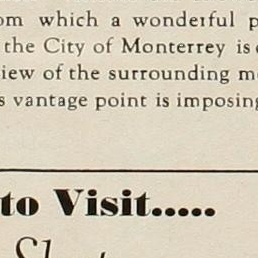 om which a wonderful p
the City of Monterrey is
iew of the surrounding m
s vantage point is imposing
to Visit.....